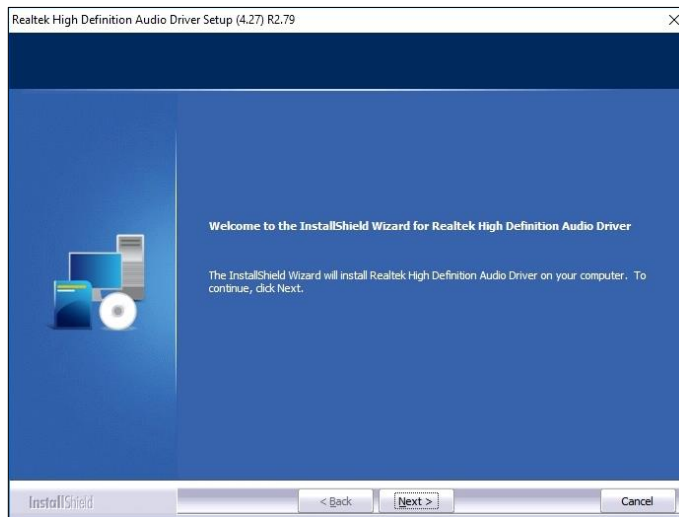 Realtek High Definition Audio Driver Setup (4.27) R2.79
Welcome to the InstallShield Wizard for Realtek High Definition Audio Driver
The InstallShield Wizard will install Realtek High Definition Audio Driver on your computer. To
continue, click Next.
InstallShield
< Back
Next >
Cancel